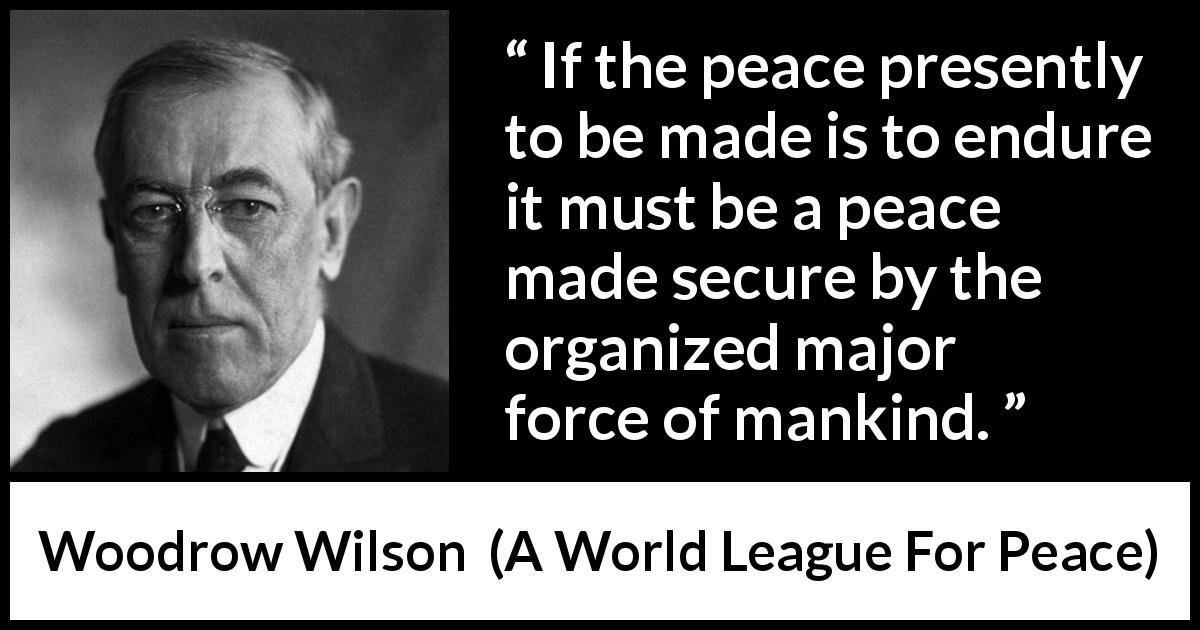 “ If the peace presently
to be made is to endure
it must be a peace
made secure by the
organized major
force of mankind. ”
Woodrow Wilson (A World League For Peace)